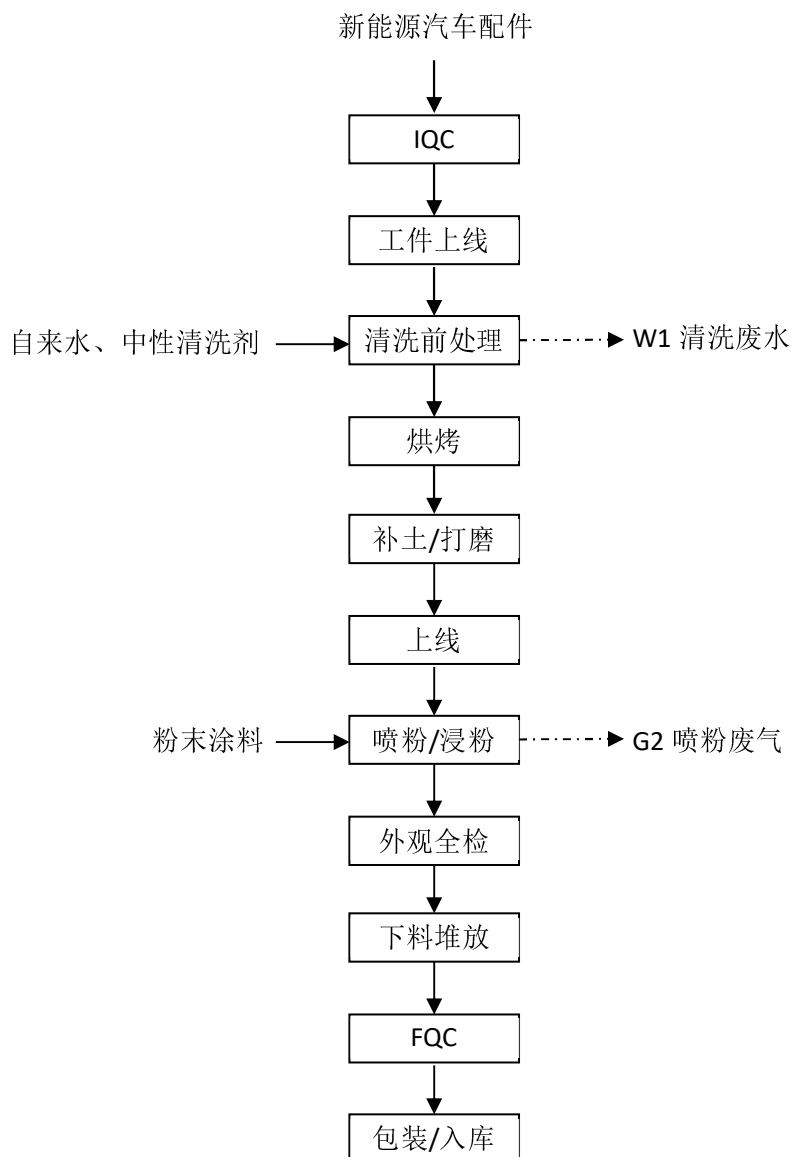 新能源汽车配件
IQC
工件上线
自来水、中性清洗剂
清洗前处理
W1 清洗废水
烘烤
补土/打磨
上线
粉末涂料
喷粉/浸粉
G2 喷粉废气
外观全检
下料堆放
FQC
包装/入库